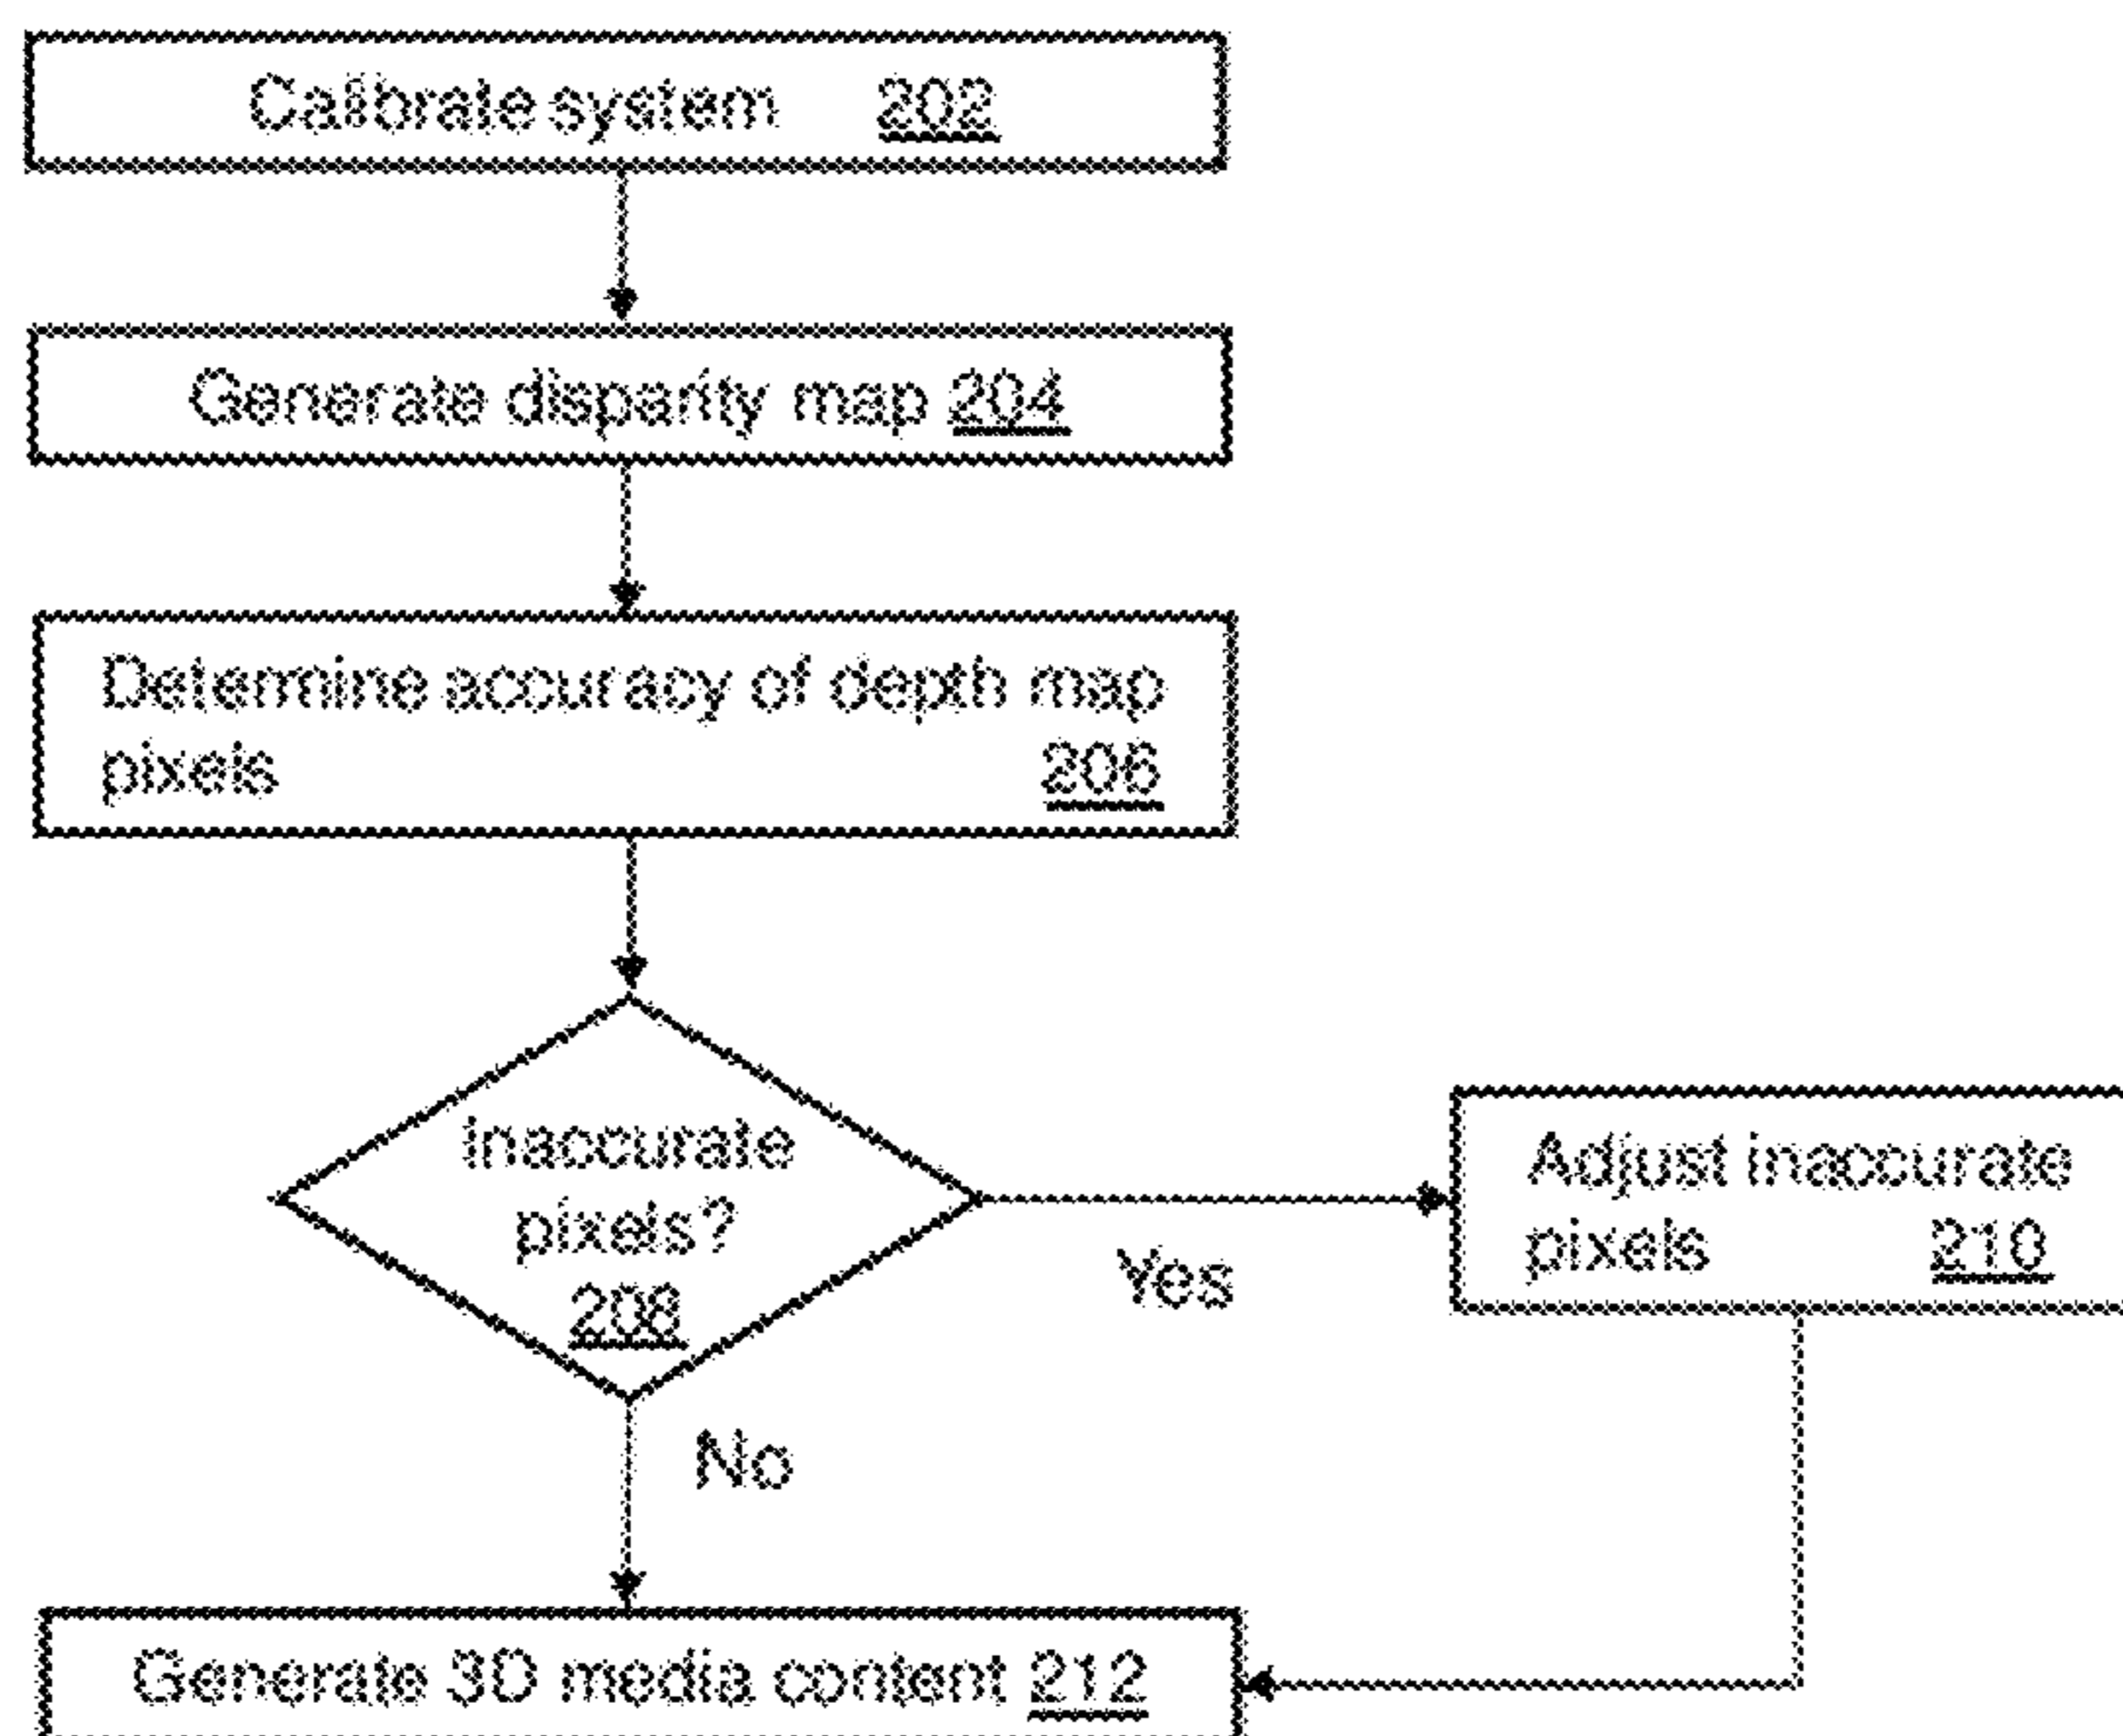 Calibrate system 202
Generate disparity map 204
Determine accuracy of depth map
pixels 206
Inaccurate
pixels?
208
Yes
Adjust inaccurate
pixels 210
No
Generate 3D media content 212